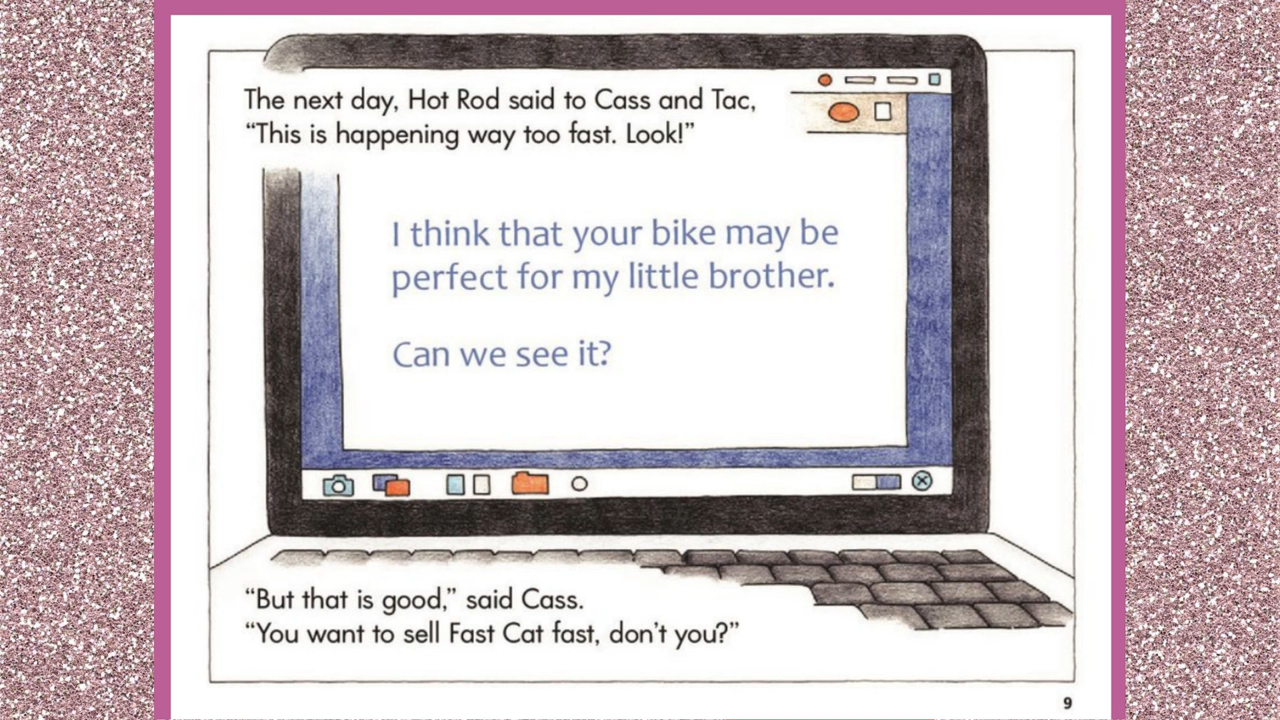 The next day, Hot Rod said to Cass and Tac,
“This is happening way too fast. Look!”
I think that your bike may be
perfect for my little brother.
Can we see it?
“But that is good,” said Cass.
“You want to sell Fast Cat fast, don’t you?”
9